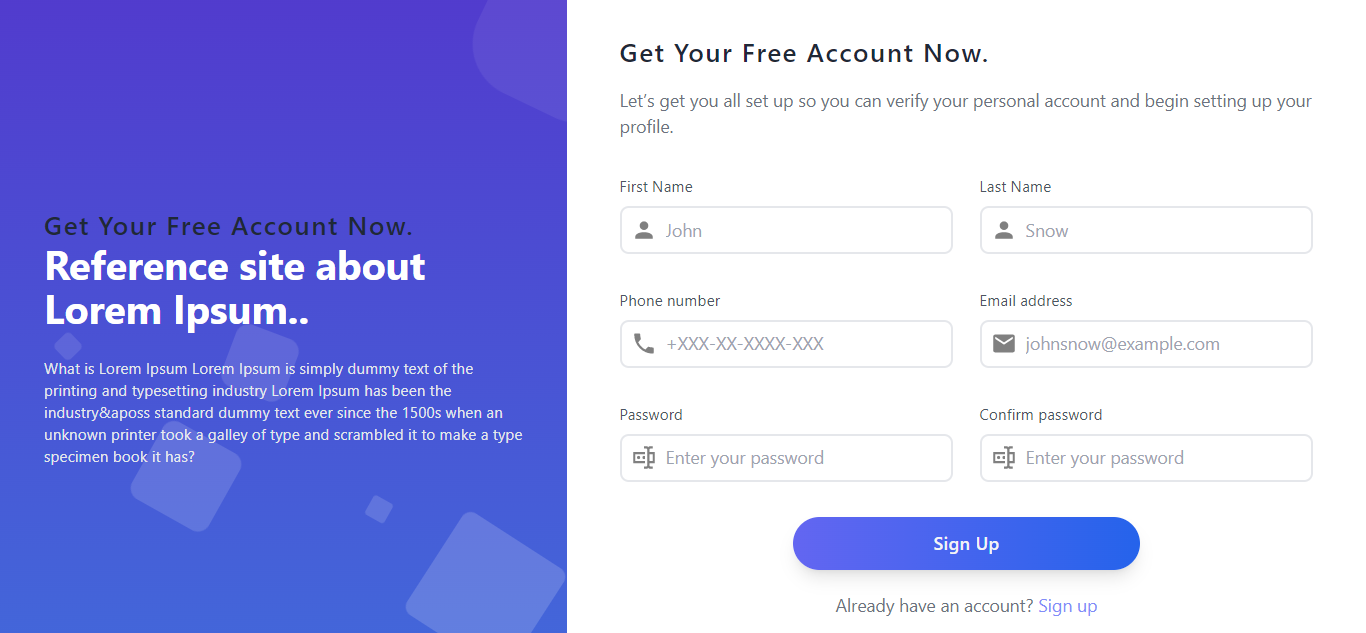 Get Your Free Account Now.
Reference site about
Lorem Ipsum..
What is Lorem Ipsum Lorem Ipsum is simply dummy text of the
printing and typesetting industry Lorem Ipsum has been the
industry&aposs standard dummy text ever since the 1500s when an
unknown printer took a galley of type and scrambled it to make a type
specimen book it has?
Get Your Free Account Now.
Let’s get you all set up so you can verify your personal account and begin setting up your
profile.
First Name
Last Name
John
Snow
Phone number
Email address
+XXX-XX-XXXX-XXX
johnsnow@example.com
Password
Confirm password
Enter your password
Enter your password
Sign Up
Already have an account? Sign up